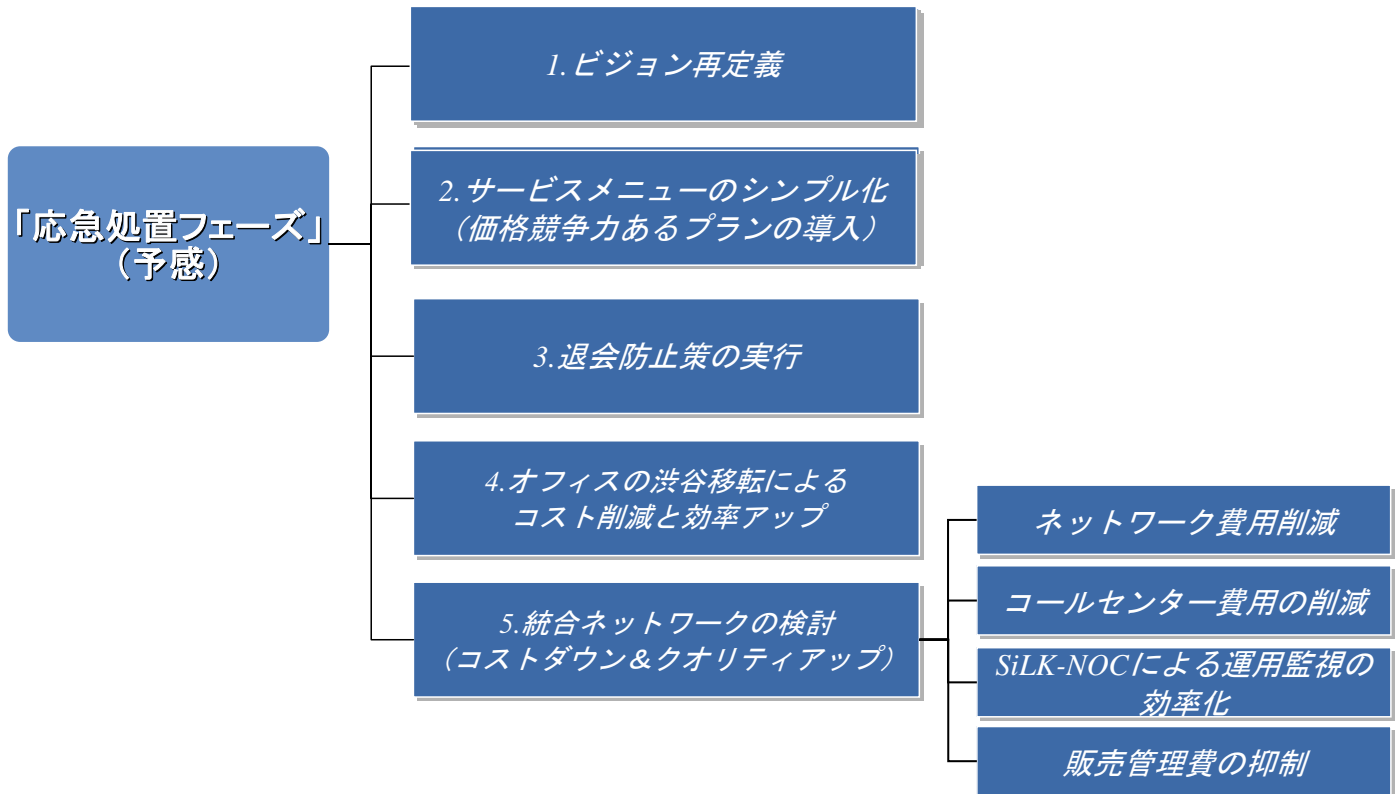 「応急処置フェーズ」
（予感）
1.ビジョン再定義
2.サービスメニューのシンプル化
（価格競争力あるプランの導入）
3.退会防止策の実行
4.オフィスの渋谷移転による
コスト削減と効率アップ
5.統合ネットワークの検討
（コストダウン＆クオリティアップ）
ネットワーク費用削減
コールセンター費用の削減
SiLK-NOCによる運用監視の
効率化
販売管理費の抑制